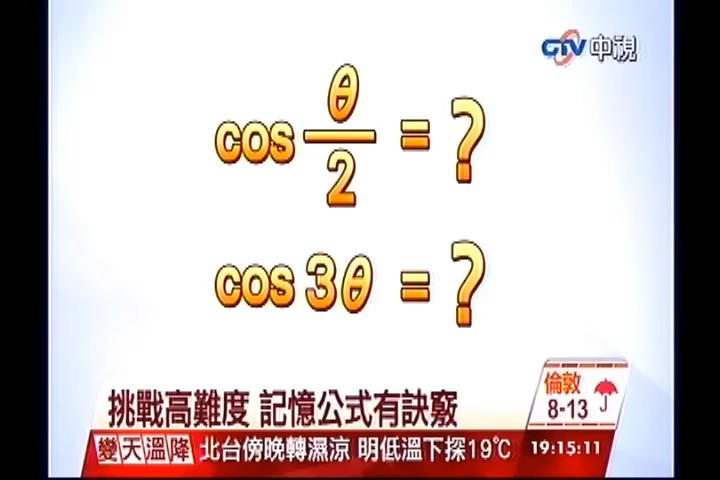 CTV中視
cos θ/2 = ?
cos 3θ = ?
挑戰高難度 記憶公式有訣竅
倫敦
8-13
變天溫降 北台傍晚轉濕涼 明低溫下探19℃
19:15:11